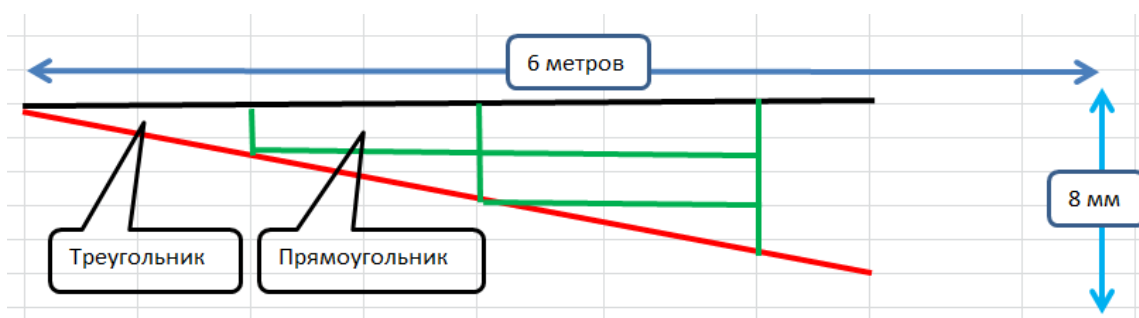 6 метров
8 мм
Треугольник
Прямоугольник